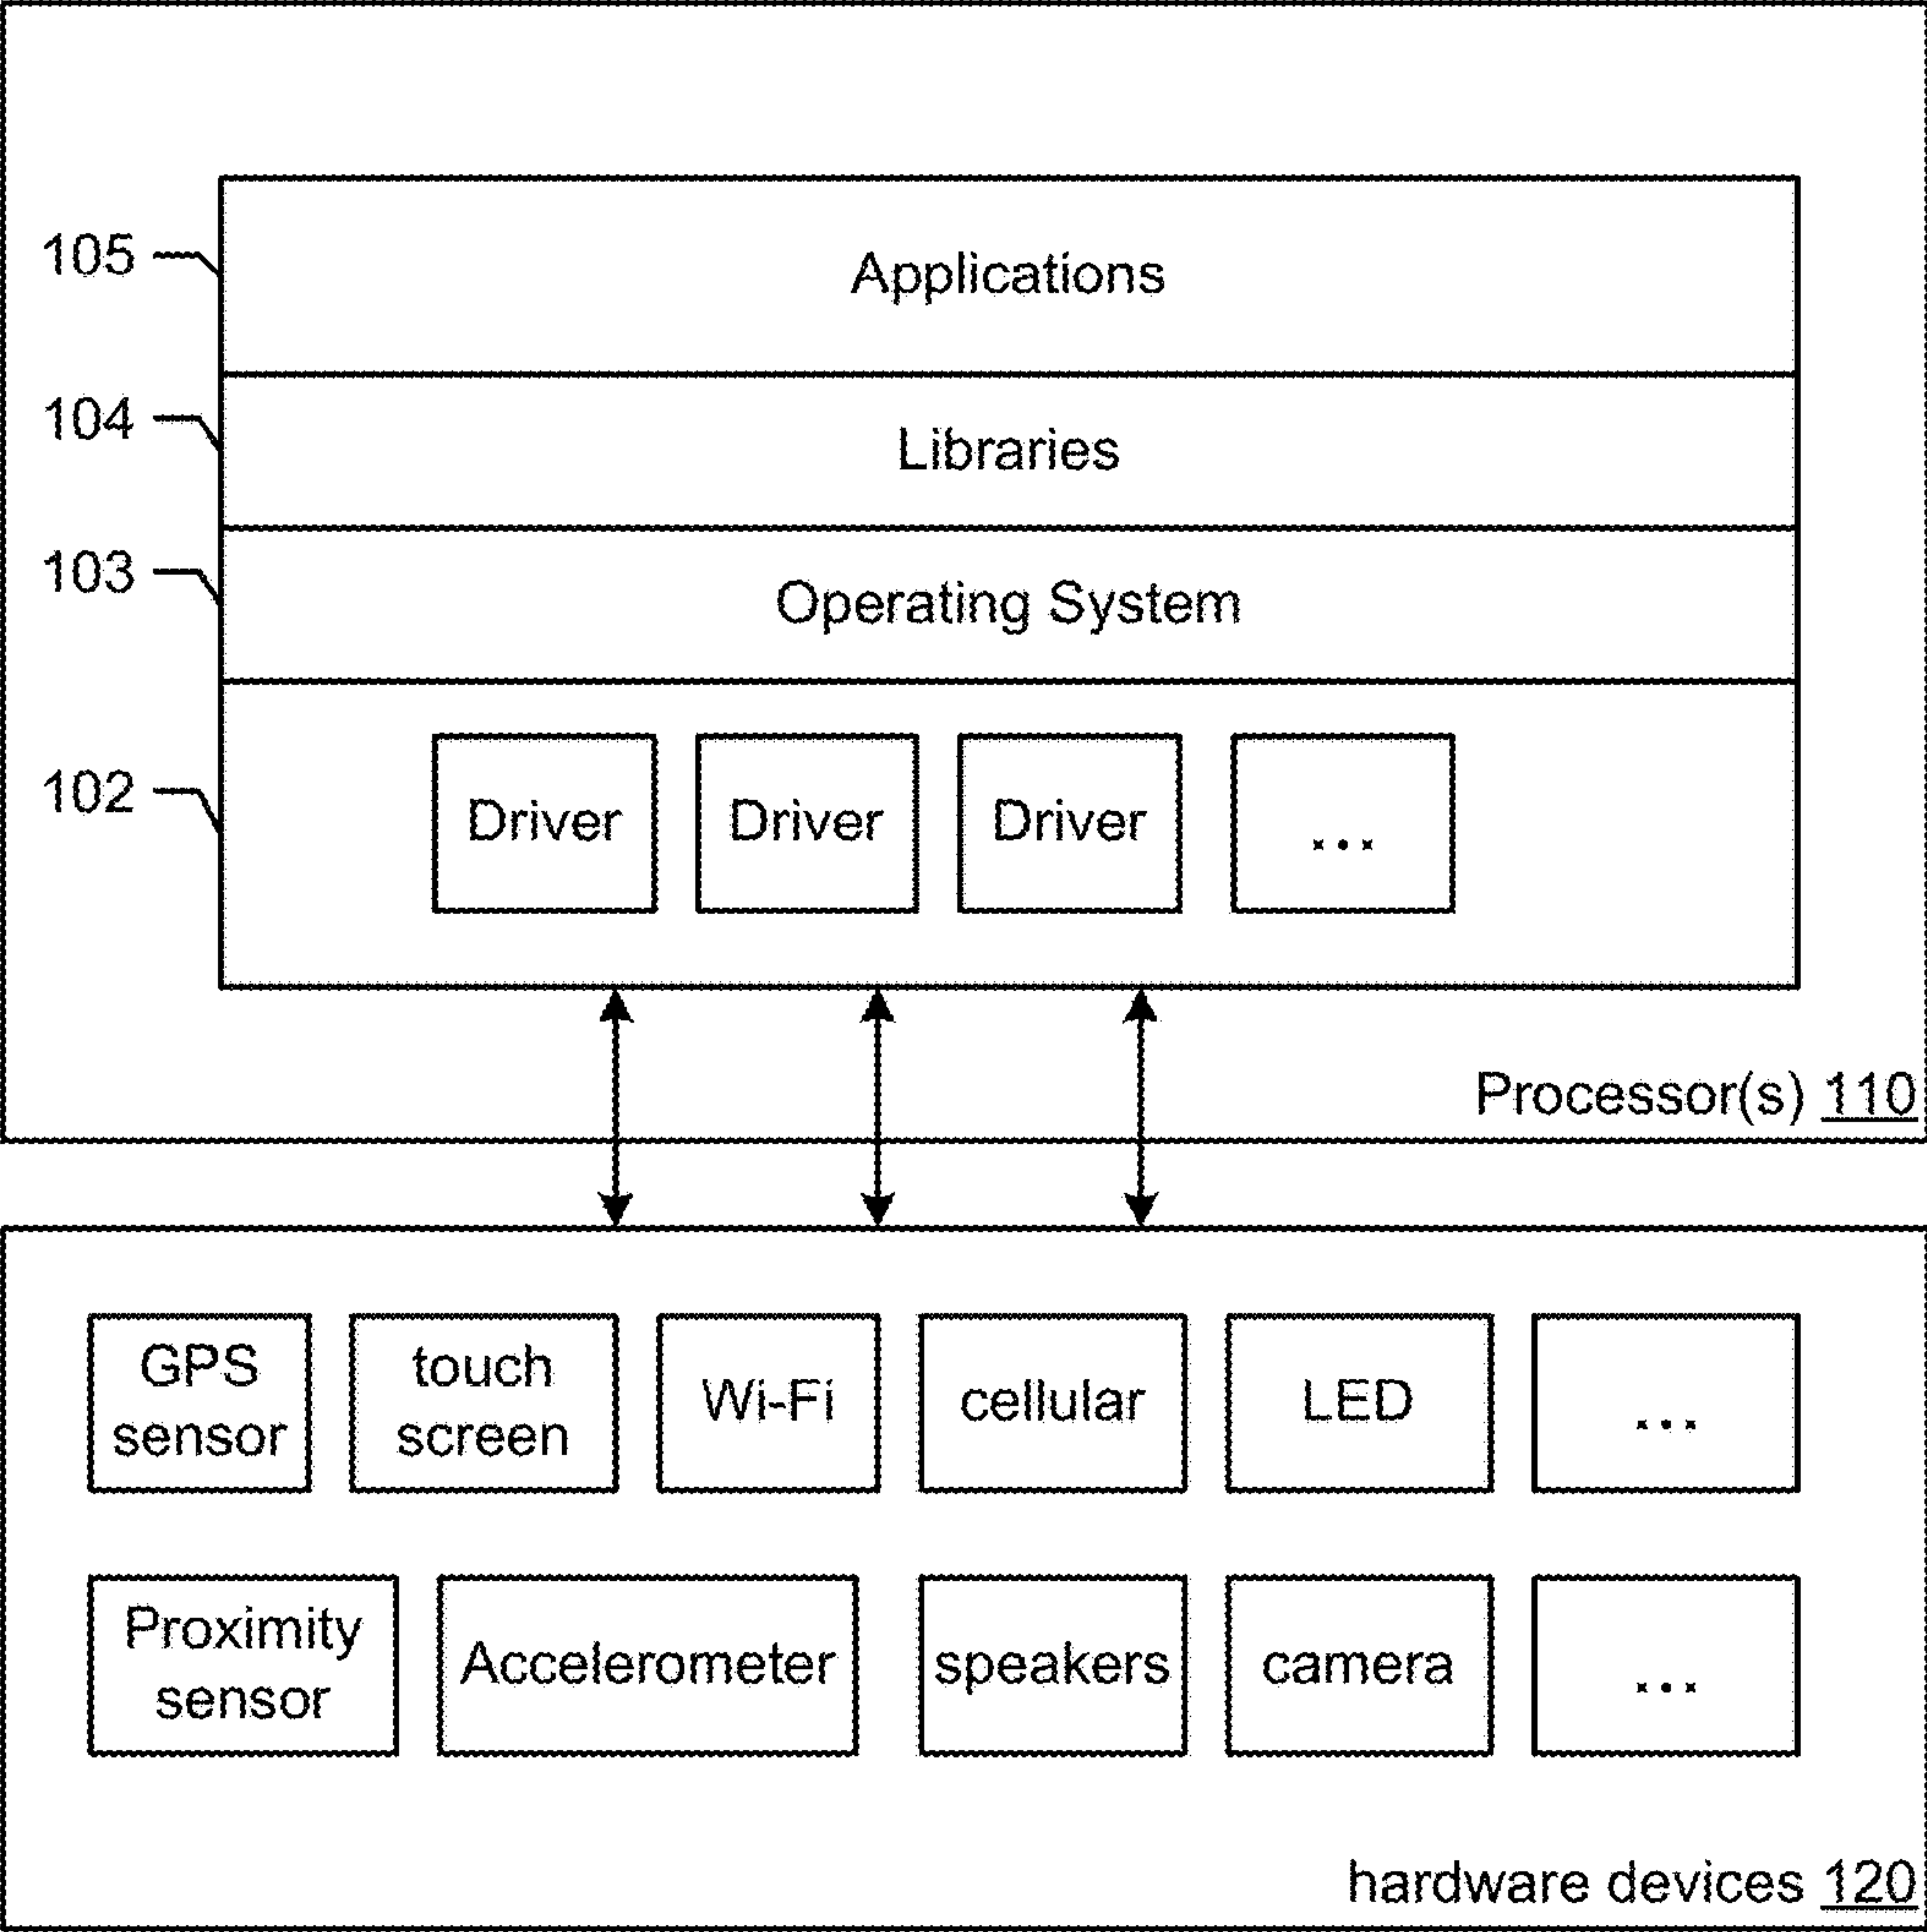 105
Applications
104
Libraries
103
Operating System
102
Driver
Driver
Driver
...
Processor(s) 110
GPS
sensor
touch
screen
Wi-Fi
cellular
LED
...
Proximity
sensor
Accelerometer
speakers
camera
...
hardware devices 120